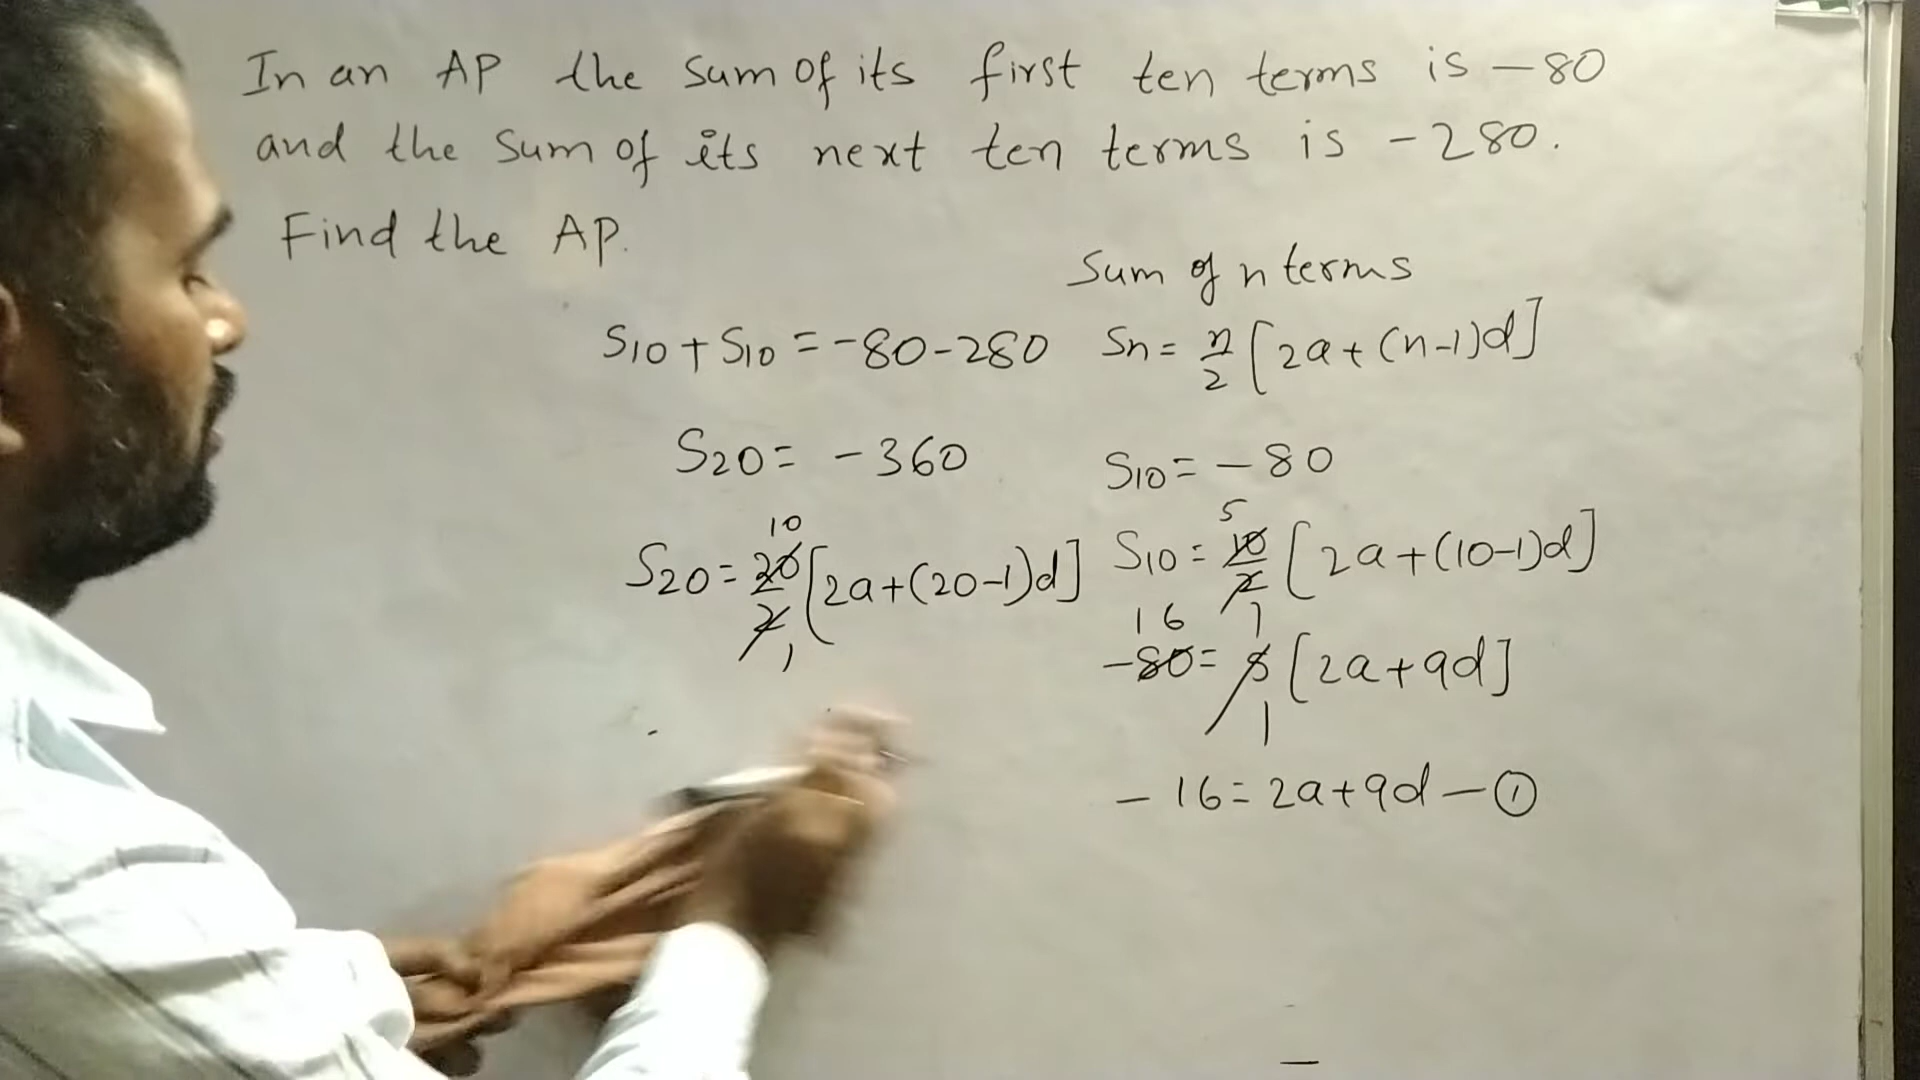 In an AP the sum of its first ten terms is -80
and the sum of its next ten terms is -280.
Find the AP.
Sum of n terms
S10 + S10 = -80-280
S20 = -360
S20 = 20/2 [2a+(20-1)d]
10
1
Sn = n/2 [2a+(n-1)d]
S10 = -80
S10 = 10/2 [2a+(10-1)d]
5
1
-80 = 5 [2a+9d]
16
1
-16 = 2a+9d - ①